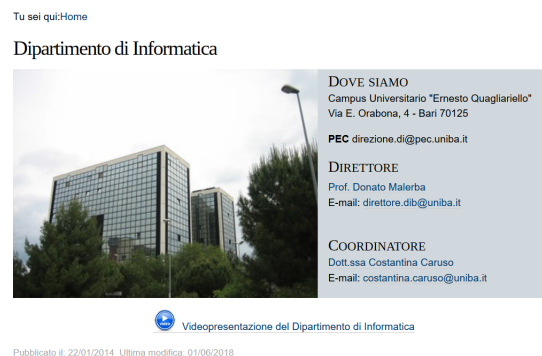 Tu sei qui:Home
Dipartimento di Informatica
DOVE SIAMO
Campus Universitario "Ernesto Quagliariello"
Via E. Orabona, 4 - Bari 70125
PEC direzione.di@pec.uniba.it
DIRETTORE
Prof. Donato Malerba
E-mail: direttore.dib@uniba.it
COORDINATORE
Dott.ssa Costantina Caruso
E-mail: costantina.caruso@uniba.it
VIDEO
Videopresentazione del Dipartimento di Informatica
Pubblicato il: 22/01/2014 Ultima modifica: 01/06/2018